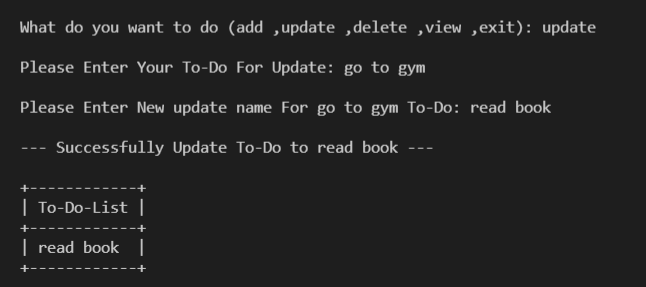 What do you want to do (add ,update ,delete ,view ,exit): update
Please Enter Your To-Do For Update: go to gym
Please Enter New update name For go to gym To-Do: read book
--- Successfully Update To-Do to read book ---
+------------+
| To-Do-List |
+------------+
| read book  |
+------------+